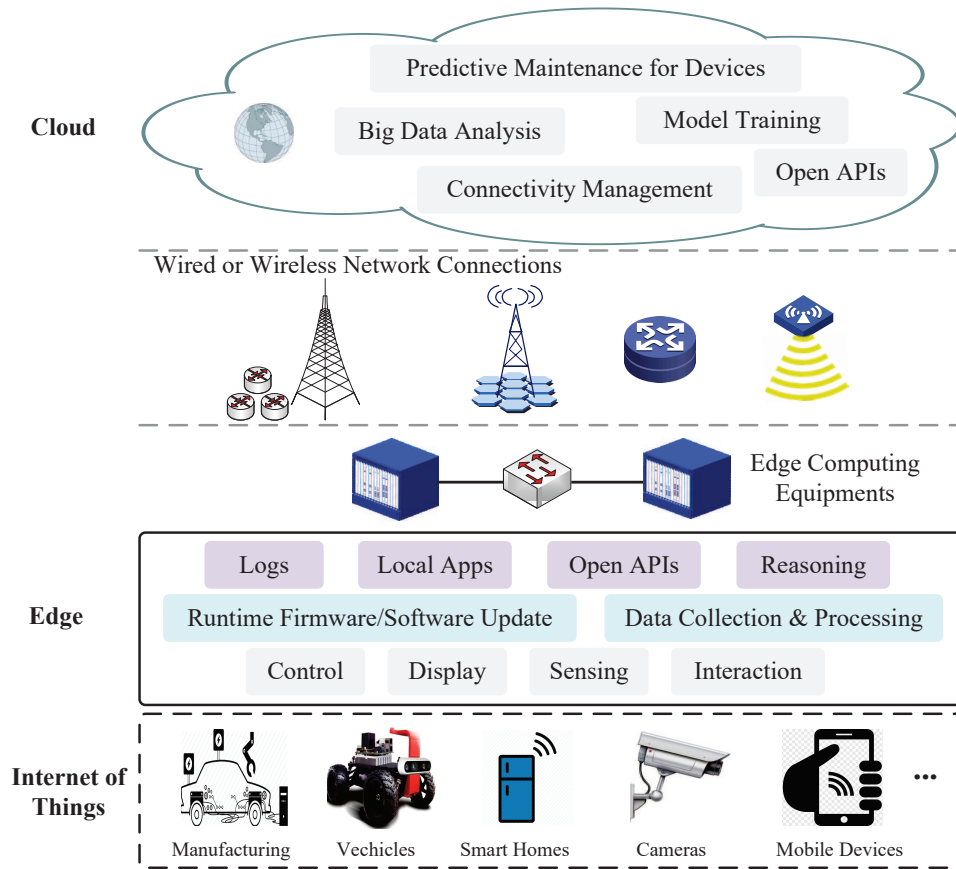 Predictive Maintenance for Devices
Cloud
Big Data Analysis
Model Training
Open APIs
Connectivity Management
Wired or Wireless Network Connections
Edge Computing
Equipments
Logs
Local Apps
Open APIs
Reasoning
Edge
Runtime Firmware/Software Update
Data Collection & Processing
Control
Display
Sensing
Interaction
Internet of
Things
...
Manufacturing
Vechicles
Smart Homes
Cameras
Mobile Devices